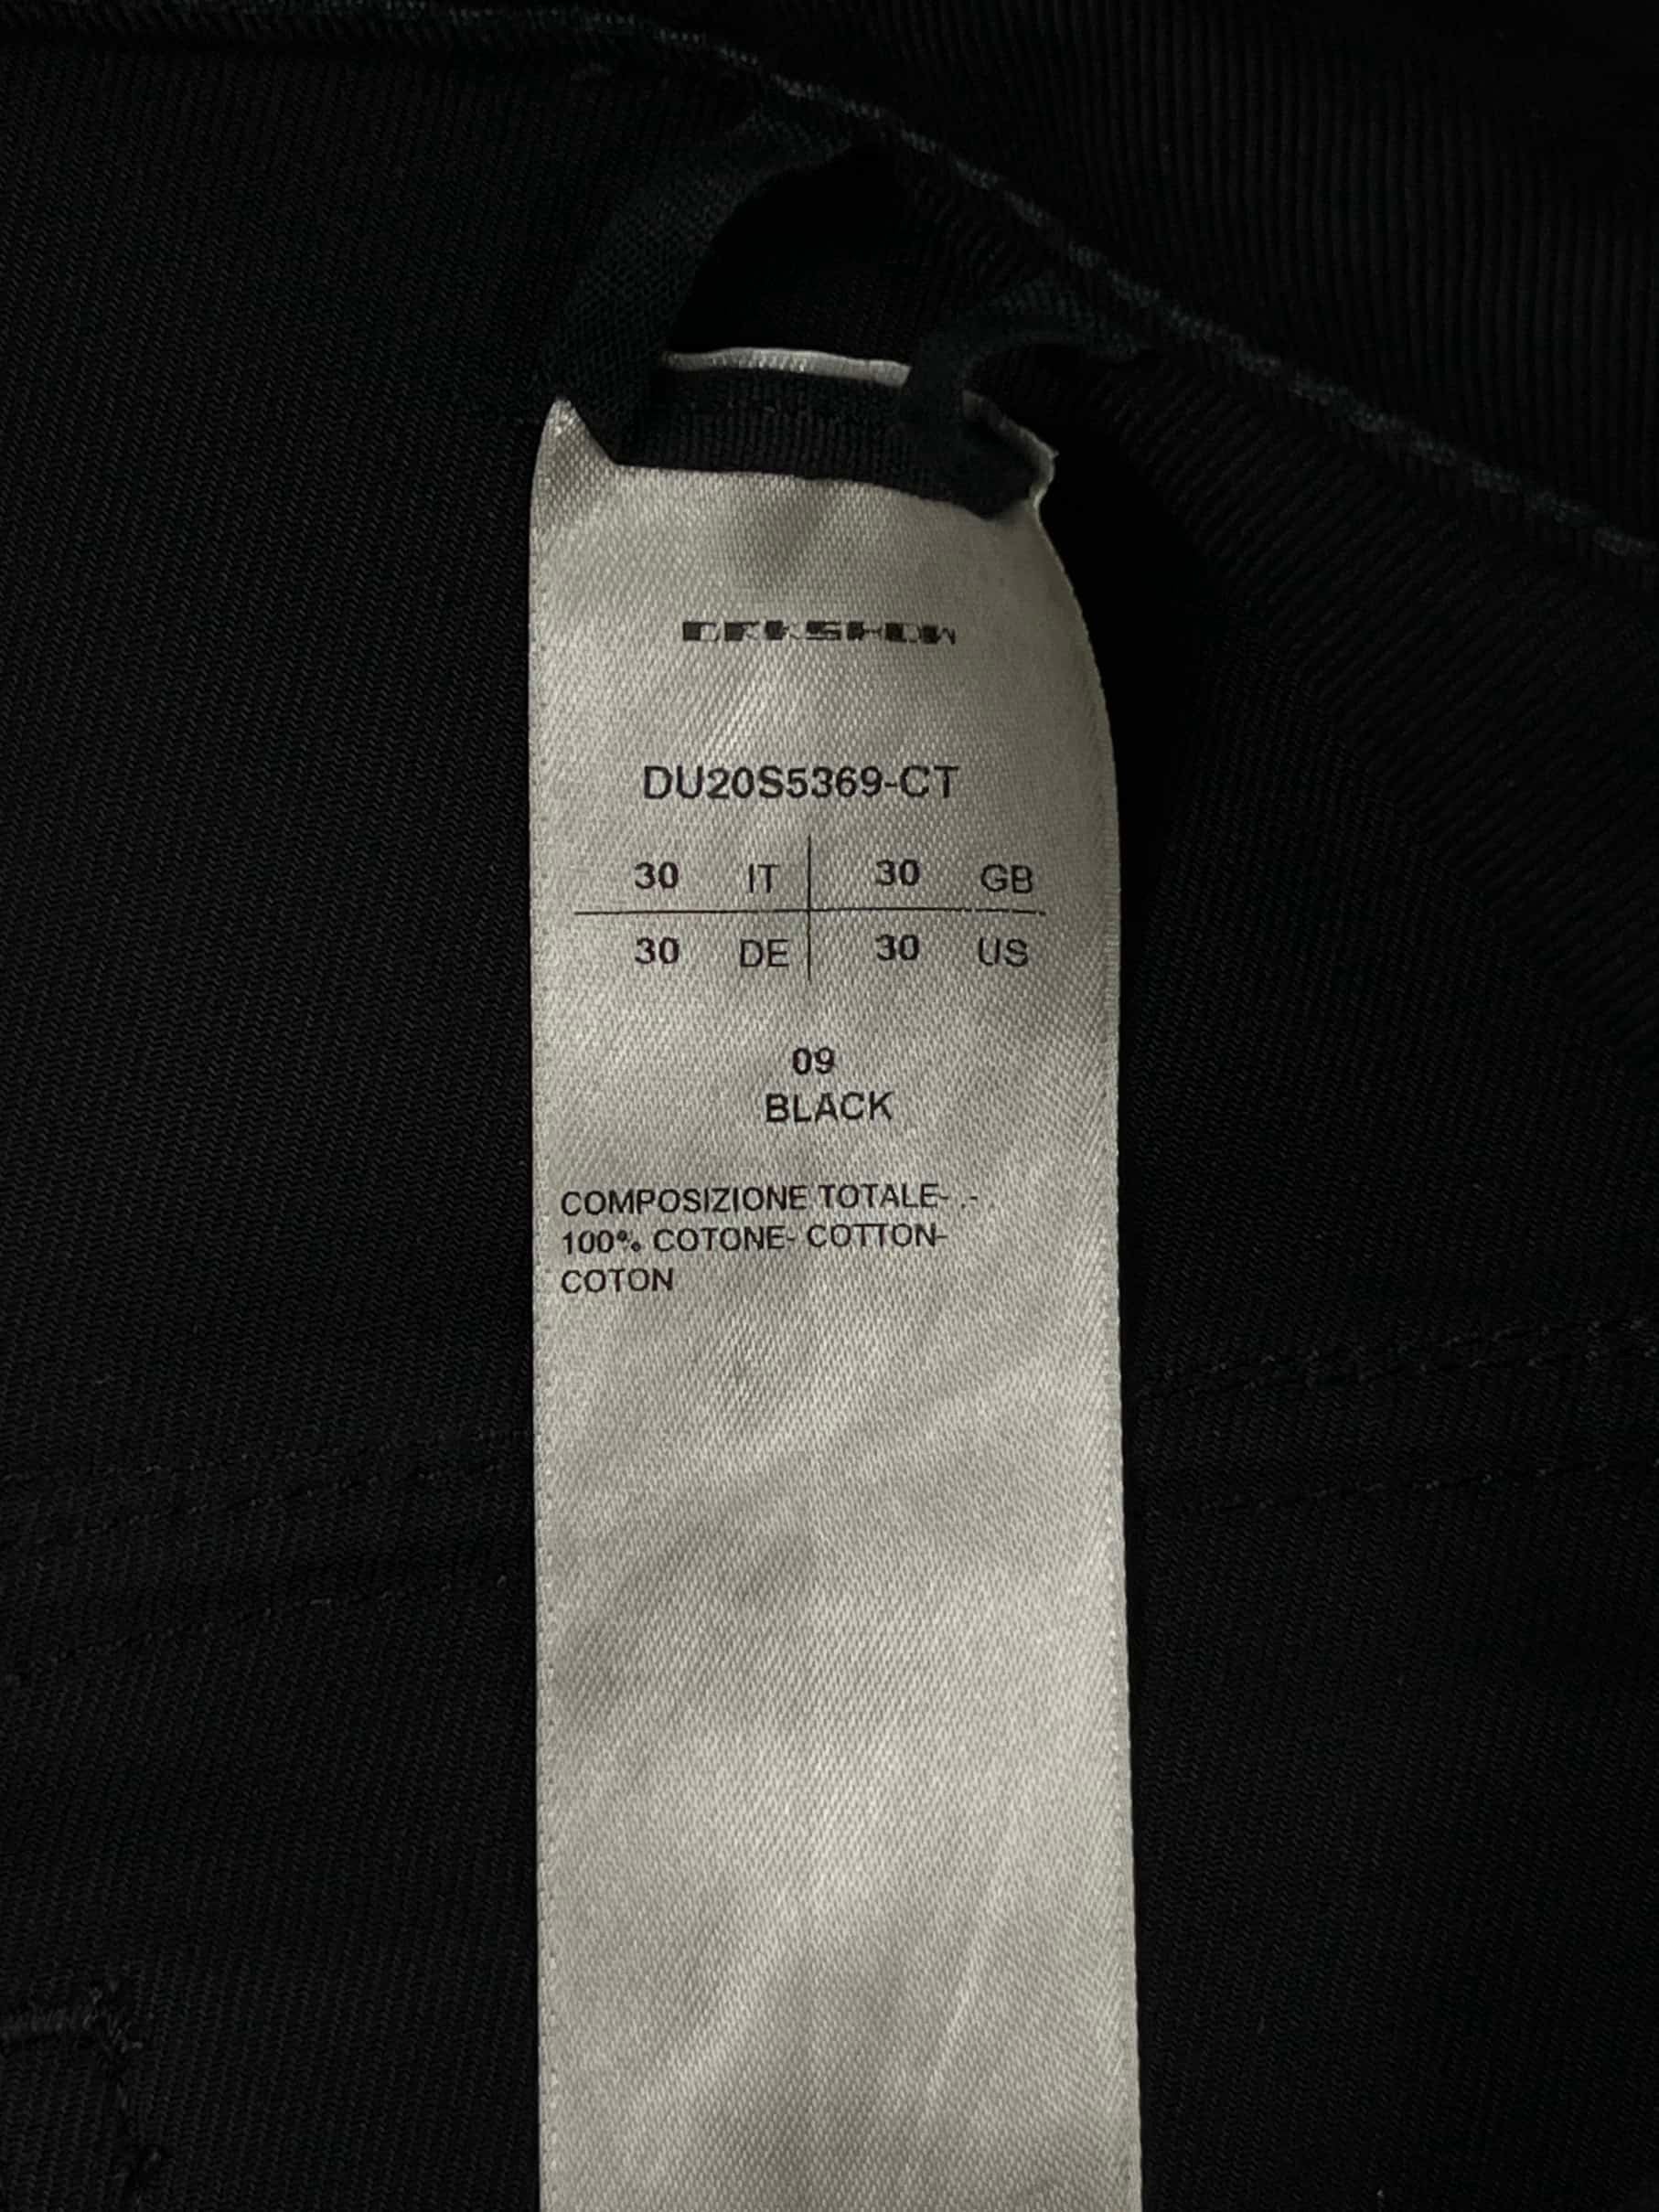 DRKSHDW
DU20S5369-CT
30 IT 30 GB
30 DE 30 US
09
BLACK
COMPOSIZIONE TOTALE- .-
100% COTONE- COTTON-
COTON